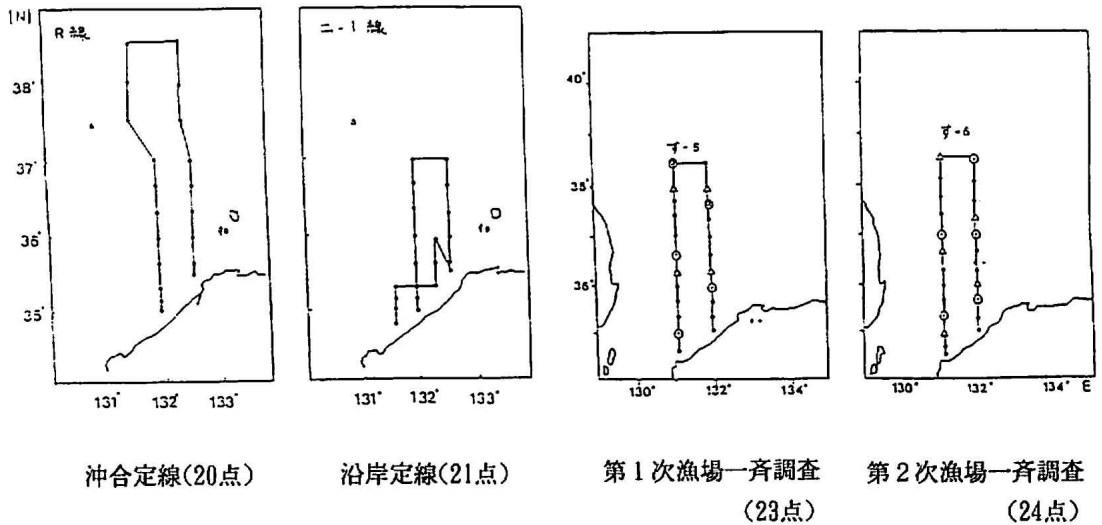 [N]
R線
38°
37°
36°
35°
131°
132°
133°
沖合定線(20点)
ニ-1線
131°
132°
133°
沿岸定線(21点)
40°
38°
36°
す-5
130°
132°
134°
第1次漁場一斉調査
(23点)
す-6
130°
132°
134° E
第2次漁場一斉調査
(24点)